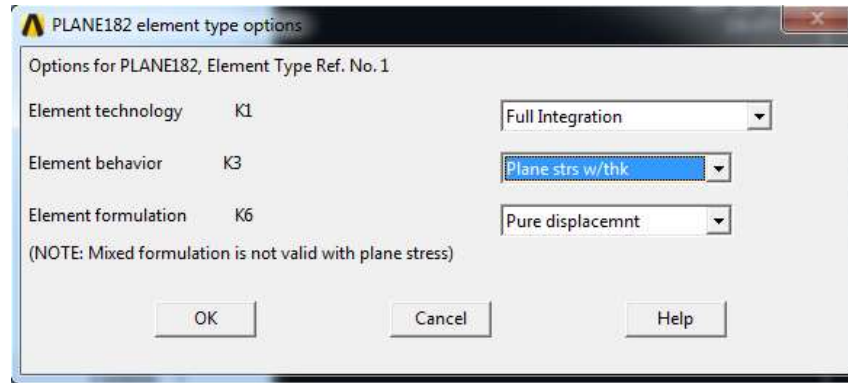 PLANE182 element type options
Options for PLANE182, Element Type Ref. No. 1
Element technology K1 Full Integration
Element behavior K3 Plane strs w/thk
Element formulation K6 Pure displacemnt
(NOTE: Mixed formulation is not valid with plane stress)
OK Cancel Help